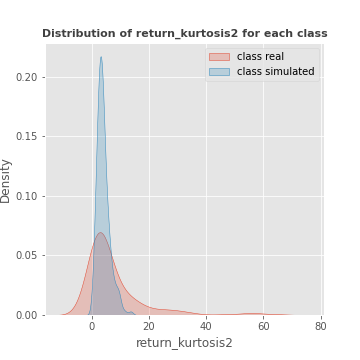 Distribution of return_kurtosis2 for each class
class real
class simulated
0.20
0.15
0.10
0.05
0.00
Density
0
20
40
60
80
return_kurtosis2